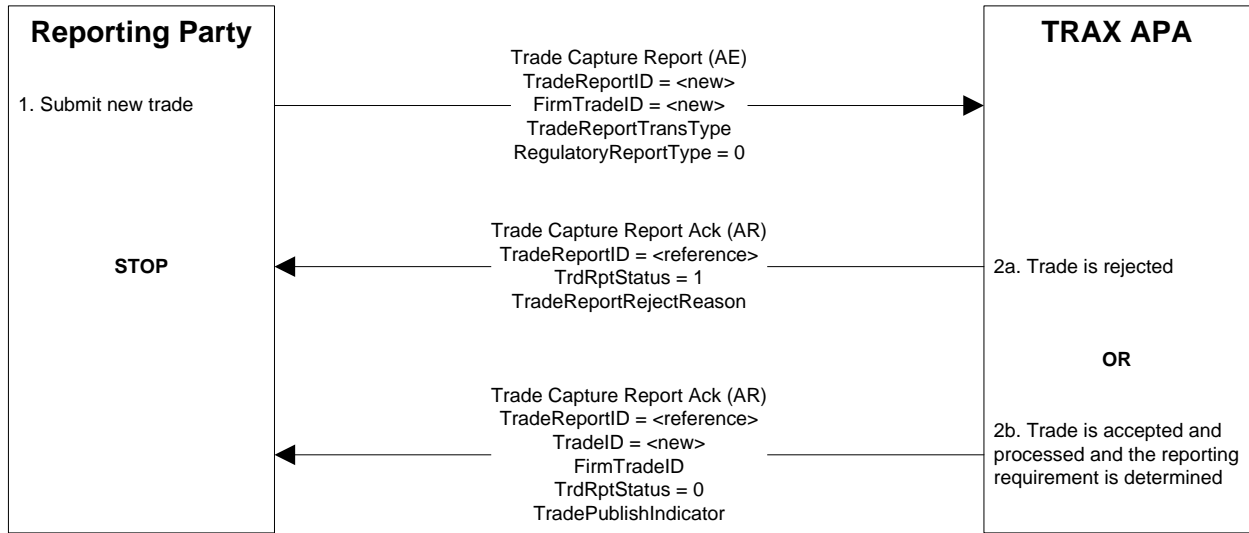 Reporting Party
TRAX APA
1. Submit new trade
Trade Capture Report (AE)
TradeReportID = <new>
FirmTradeID = <new>
TradeReportTransType
RegulatoryReportType = 0
Trade Capture Report Ack (AR)
TradeReportID = <reference>
TrdRptStatus = 1
TradeReportRejectReason
STOP
2a. Trade is rejected
OR
Trade Capture Report Ack (AR)
TradeReportID = <reference>
TradeID = <new>
FirmTradeID
TrdRptStatus = 0
TradePublishIndicator
2b. Trade is accepted and
processed and the reporting
requirement is determined